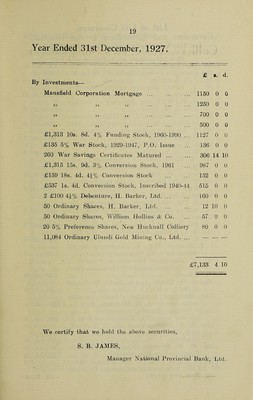 19
Year Ended 31st December, 1927.
£ s. d.
By Investments—
Mansfield Corporation Mortgage ... ... ... 1150 0 0
,, ,, ,, ... ... ... 1250 0 0
,, ,, ,, ... ... ... 700 0 0
,, ,, ,, ... ... ... 500 0 0
£1,313 10s. 8d. 4% Funding Stock, 1960-1990 ... 1127 0 0
£135 5% War Stock, 1929-1947, P.O. Issue ... 136 0 0
260 War Savings Certificates Matured ... ... 306 14 10
£1,315 15s. 9d. 3½% Conversion Stock, 1961 ... 967 0 0
£139 18s. 4d. 4½% Conversion Stock ... 132 0 0
£537 1s. 4d. Conversion Stock, Inscribed 1940-44 515 0 0
2 £100 4½% Debenture, H. Barker, Ltd. ... ... 160 0 0
50 Ordinary Shares, H. Barker, Ltd. ... ... 12 10 0
50 Ordinary Shares, William Hollins & Co. ... 57 0 0
20 5% Preference Shares, New Hucknall Colliery 80 0 0
11,084 Ordinary Ulundi Gold Mining Co., Ltd. ... — — —
£7,133 4 10
We certify that we hold the above securities,
S. B. JAMES,
Manager National Provincial Bank, Ltd.